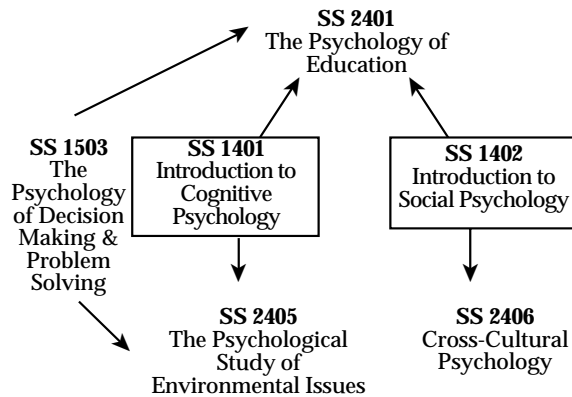 SS 2401
The Psychology of
Education
SS 1503
The
Psychology
of Decision
Making &
Problem
Solving
SS 1401
Introduction to
Cognitive
Psychology
SS 1402
Introduction to
Social Psychology
SS 2405
The Psychological
Study of
Environmental Issues
SS 2406
Cross-Cultural
Psychology